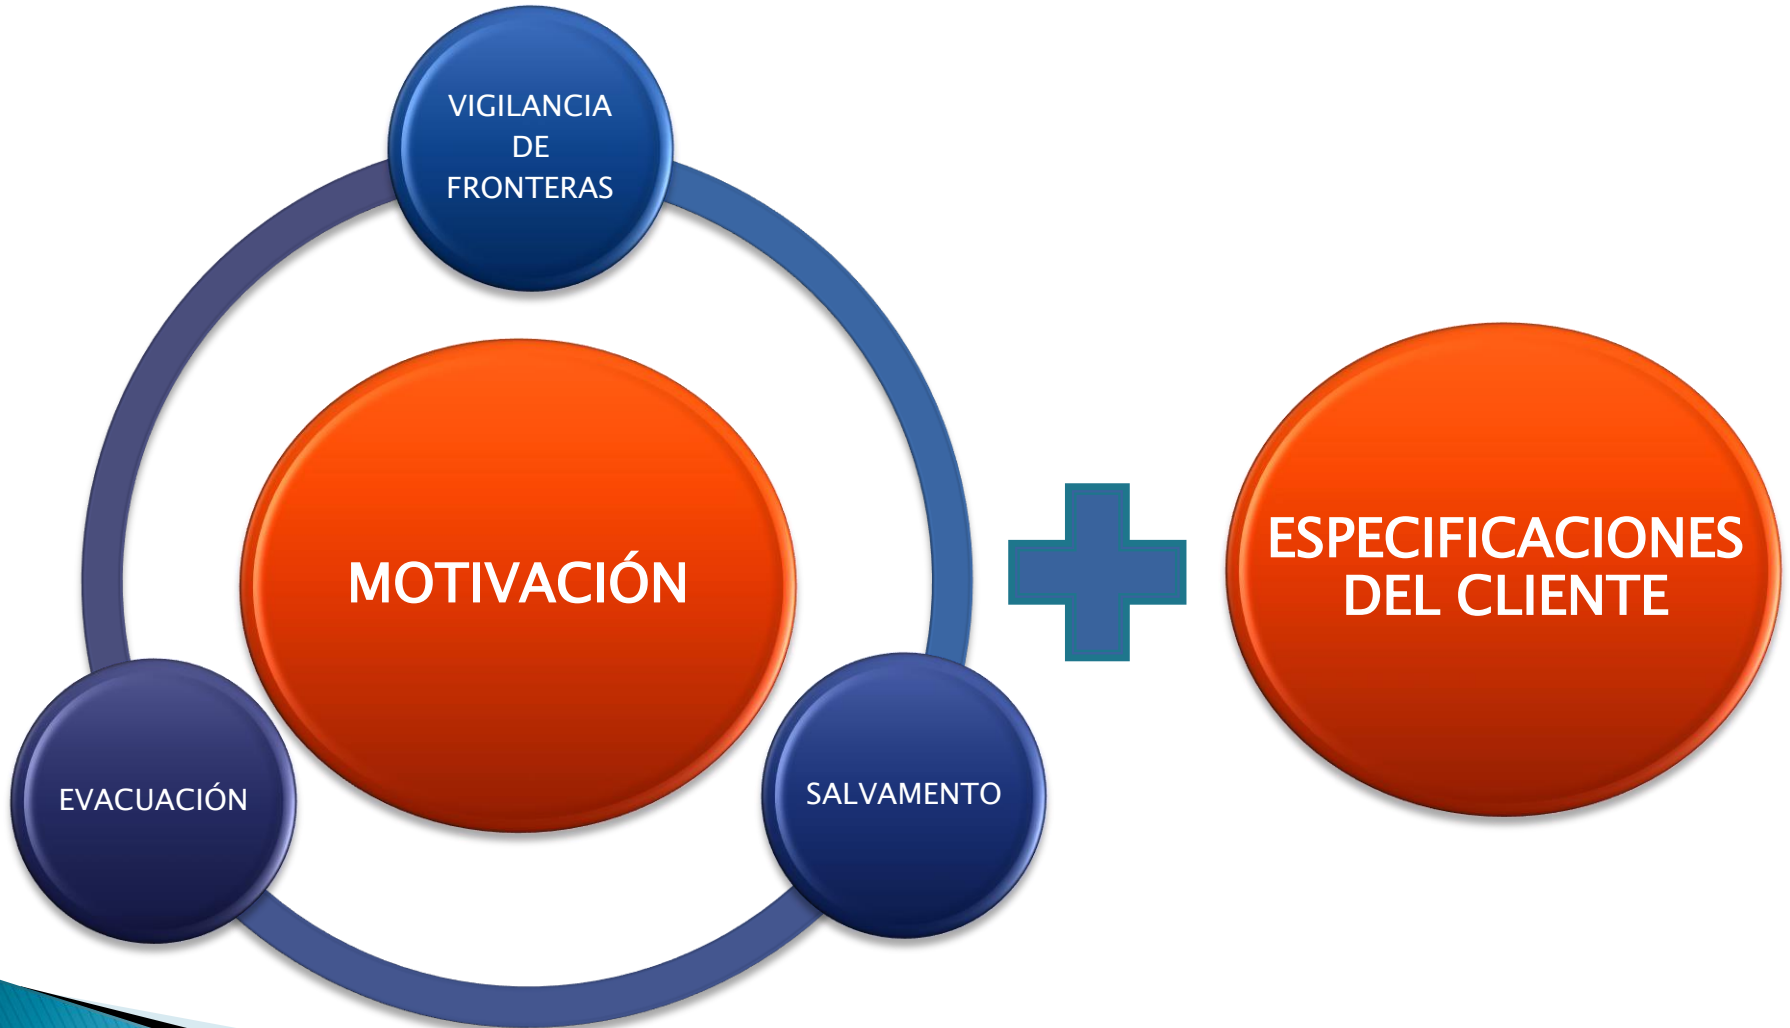 VIGILANCIA
DE
FRONTERAS
MOTIVACIÓN
EVACUACIÓN
SALVAMENTO
ESPECIFICACIONES
DEL CLIENTE